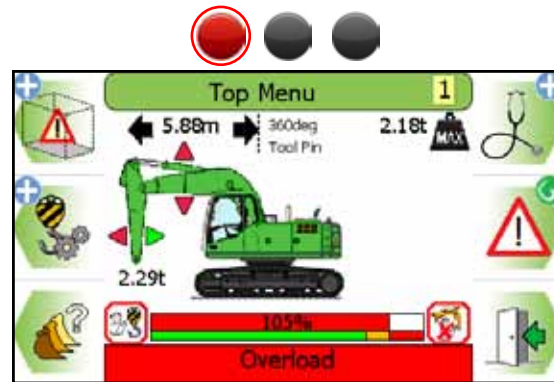 Top Menu 1
5.88m 360deg 2.18t
Tool Pin MAX
2.29t
?
105%
Overload